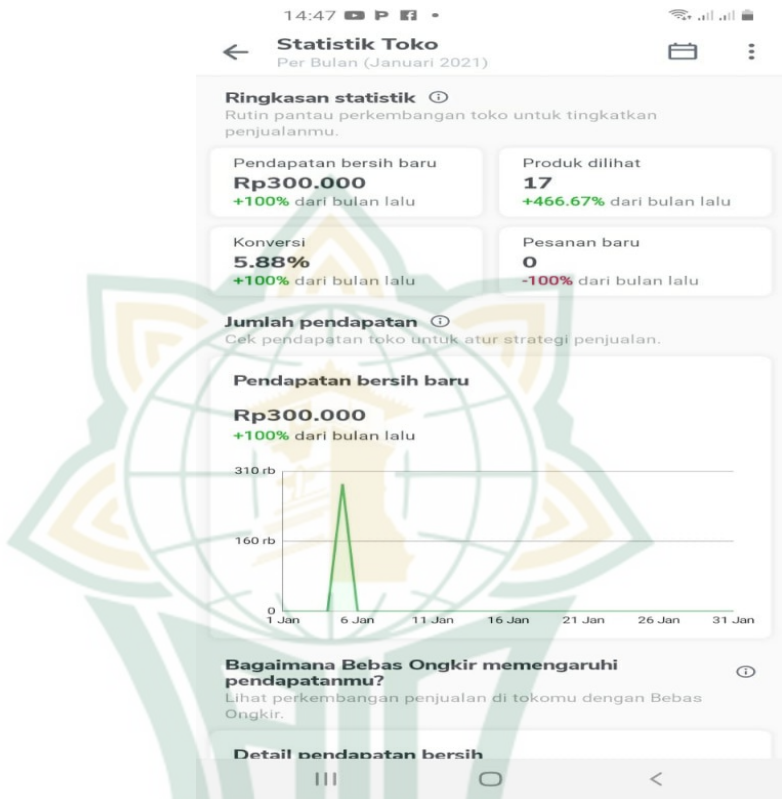 14:47
Statistik Toko
Per Bulan (Januari 2021)
Ringkasan statistik
Rutin pantau perkembangan toko untuk tingkatkan
penjualanmu.
Pendapatan bersih baru
Rp300.000
+100% dari bulan lalu
Produk dilihat
17
+466.67% dari bulan lalu
Konversi
5.88%
+100% dari bulan lalu
Pesanan baru
0
-100% dari bulan lalu
Jumlah pendapatan
Cek pendapatan toko untuk atur strategi penjualan.
Pendapatan bersih baru
Rp300.000
+100% dari bulan lalu
310 rb
160 rb
0
1 Jan 6 Jan 11 Jan 16 Jan 21 Jan 26 Jan 31 Jan
Bagaimana Bebas Ongkir memengaruhi
pendapatanmu?
Lihat perkembangan penjualan di tokomu dengan Bebas
Ongkir.
Detail pendapatan bersih